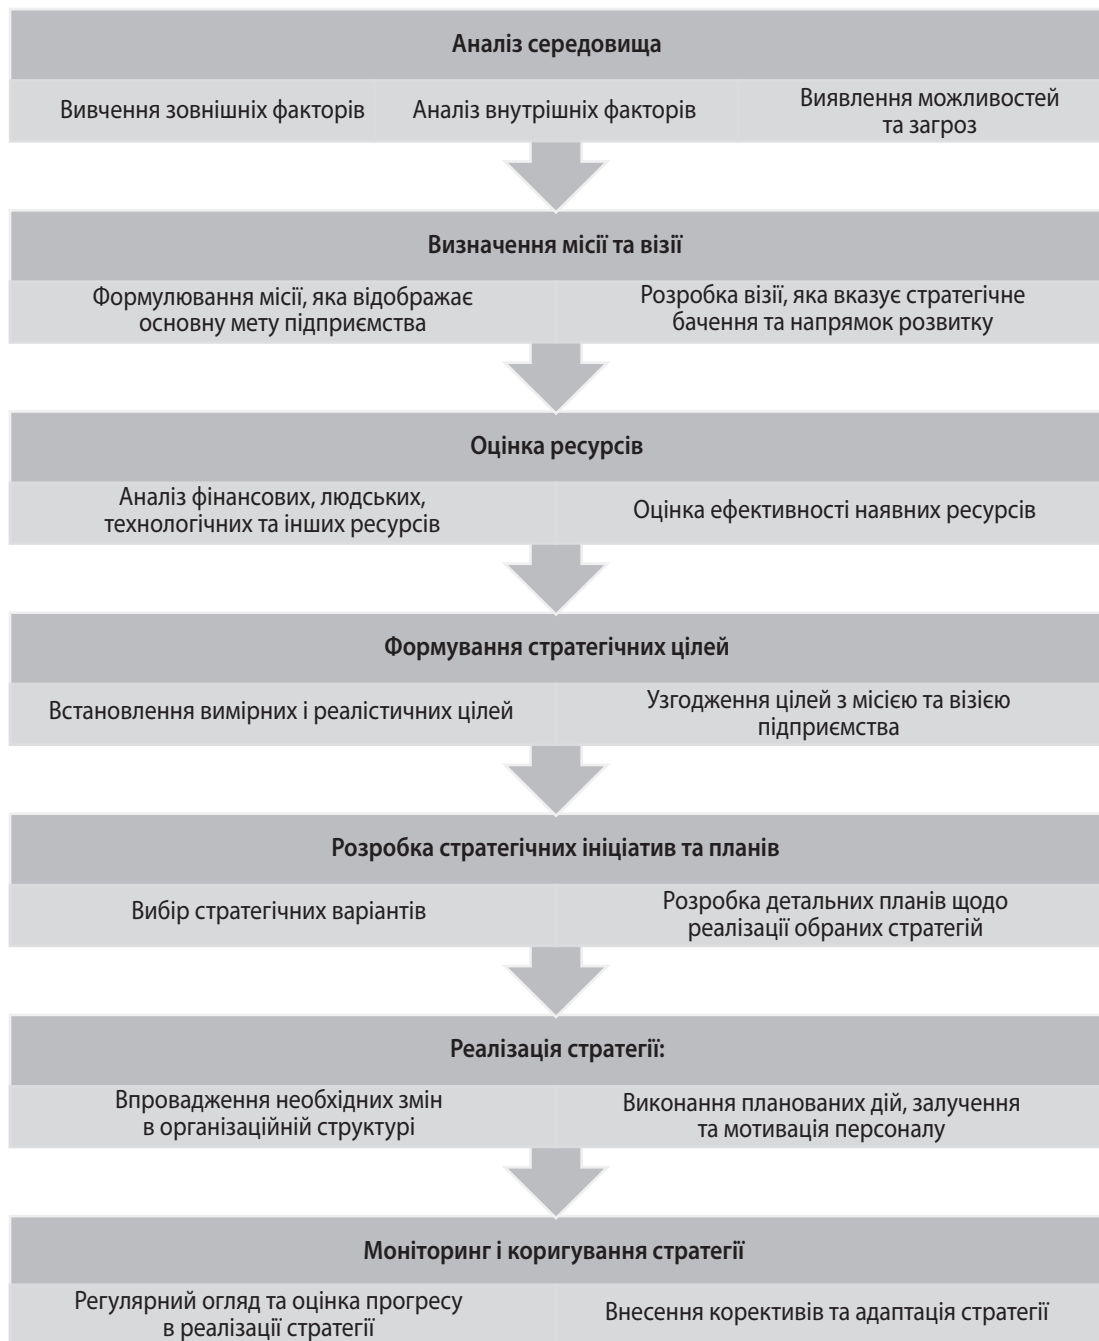 Аналіз середовища
Вивчення зовнішніх факторів
Аналіз внутрішніх факторів
Виявлення можливостей
та загроз
Визначення місії та візії
Формулювання місії, яка відображає
основну мету підприємства
Розробка візії, яка вказує стратегічне
бачення та напрямок розвитку
Оцінка ресурсів
Аналіз фінансових, людських,
технологічних та інших ресурсів
Оцінка ефективності наявних ресурсів
Формування стратегічних цілей
Встановлення вимірних і реалістичних цілей
Узгодження цілей з місією та візією
підприємства
Розробка стратегічних ініціатив та планів
Вибір стратегічних варіантів
Розробка детальних планів щодо
реалізації обраних стратегій
Реалізація стратегії:
Впровадження необхідних змін
в організаційній структурі
Виконання планованих дій, залучення
та мотивація персоналу
Моніторинг і коригування стратегії
Регулярний огляд та оцінка прогресу
в реалізації стратегії
Внесення корективів та адаптація стратегії